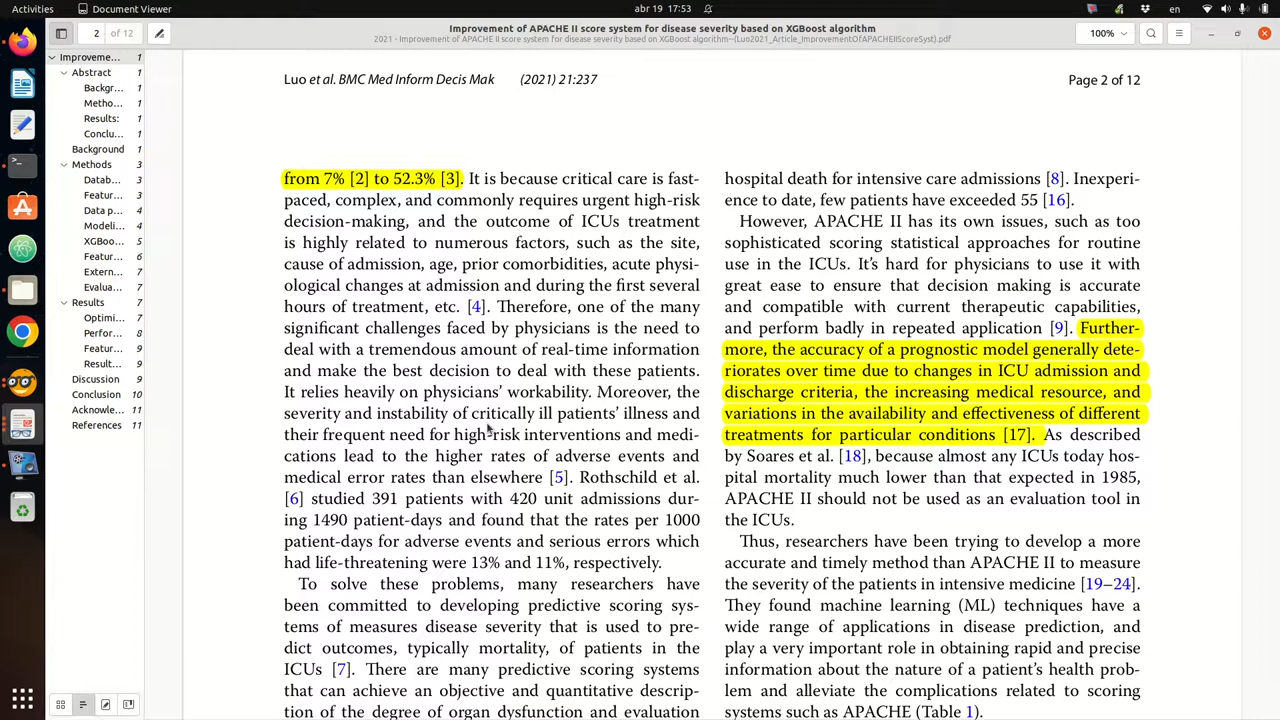 Activities
Document Viewer
abr 19 17:53
en
2
of 12
Improvement of APACHE II score system for disease severity based on XGBoost algorithm
2021 - Improvement of APACHE II score system for disease severity based on XGBoost algorithm--(Luo2021_Article_ImprovementOfAPACHEIIScoreSyst).pdf
100%
Improveme... 1
Abstract 1
Backgr... 1
Metho... 1
Results: 1
Conclu... 1
Background 1
Methods 3
Datab... 3
Featur... 3
Data p... 4
Modeli... 4
XGBoo... 5
Featur... 6
Extern... 7
Evalua... 7
Results 7
Optimi... 7
Perfor... 8
Featur... 9
Result... 9
Discussion 9
Conclusion 10
Acknowle... 11
References 11
Luo et al. BMC Med Inform Decis Mak (2021) 21:237
Page 2 of 12
from 7% [2] to 52.3% [3]. It is because critical care is fast-
paced, complex, and commonly requires urgent high-risk
decision-making, and the outcome of ICUs treatment
is highly related to numerous factors, such as the site,
cause of admission, age, prior comorbidities, acute physi-
ological changes at admission and during the first several
hours of treatment, etc. [4]. Therefore, one of the many
significant challenges faced by physicians is the need to
deal with a tremendous amount of real-time information
and make the best decision to deal with these patients.
It relies heavily on physicians’ workability. Moreover, the
severity and instability of critically ill patients’ illness and
their frequent need for high-risk interventions and medi-
cations lead to the higher rates of adverse events and
medical error rates than elsewhere [5]. Rothschild et al.
[6] studied 391 patients with 420 unit admissions dur-
ing 1490 patient-days and found that the rates per 1000
patient-days for adverse events and serious errors which
had life-threatening were 13% and 11%, respectively.
To solve these problems, many researchers have
been committed to developing predictive scoring sys-
tems of measures disease severity that is used to pre-
dict outcomes, typically mortality, of patients in the
ICUs [7]. There are many predictive scoring systems
that can achieve an objective and quantitative descrip-
tion of the degree of organ dysfunction and evaluation
hospital death for intensive care admissions [8]. Inexperi-
ence to date, few patients have exceeded 55 [16].
However, APACHE II has its own issues, such as too
sophisticated scoring statistical approaches for routine
use in the ICUs. It’s hard for physicians to use it with
great ease to ensure that decision making is accurate
and compatible with current therapeutic capabilities,
and perform badly in repeated application [9]. Further-
more, the accuracy of a prognostic model generally dete-
riorates over time due to changes in ICU admission and
discharge criteria, the increasing medical resource, and
variations in the availability and effectiveness of different
treatments for particular conditions [17]. As described
by Soares et al. [18], because almost any ICUs today hos-
pital mortality much lower than that expected in 1985,
APACHE II should not be used as an evaluation tool in
the ICUs.
Thus, researchers have been trying to develop a more
accurate and timely method than APACHE II to measure
the severity of the patients in intensive medicine [19–24].
They found machine learning (ML) techniques have a
wide range of applications in disease prediction, and
play a very important role in obtaining rapid and precise
information about the nature of a patient’s health prob-
lem and alleviate the complications related to scoring
systems such as APACHE (Table 1).